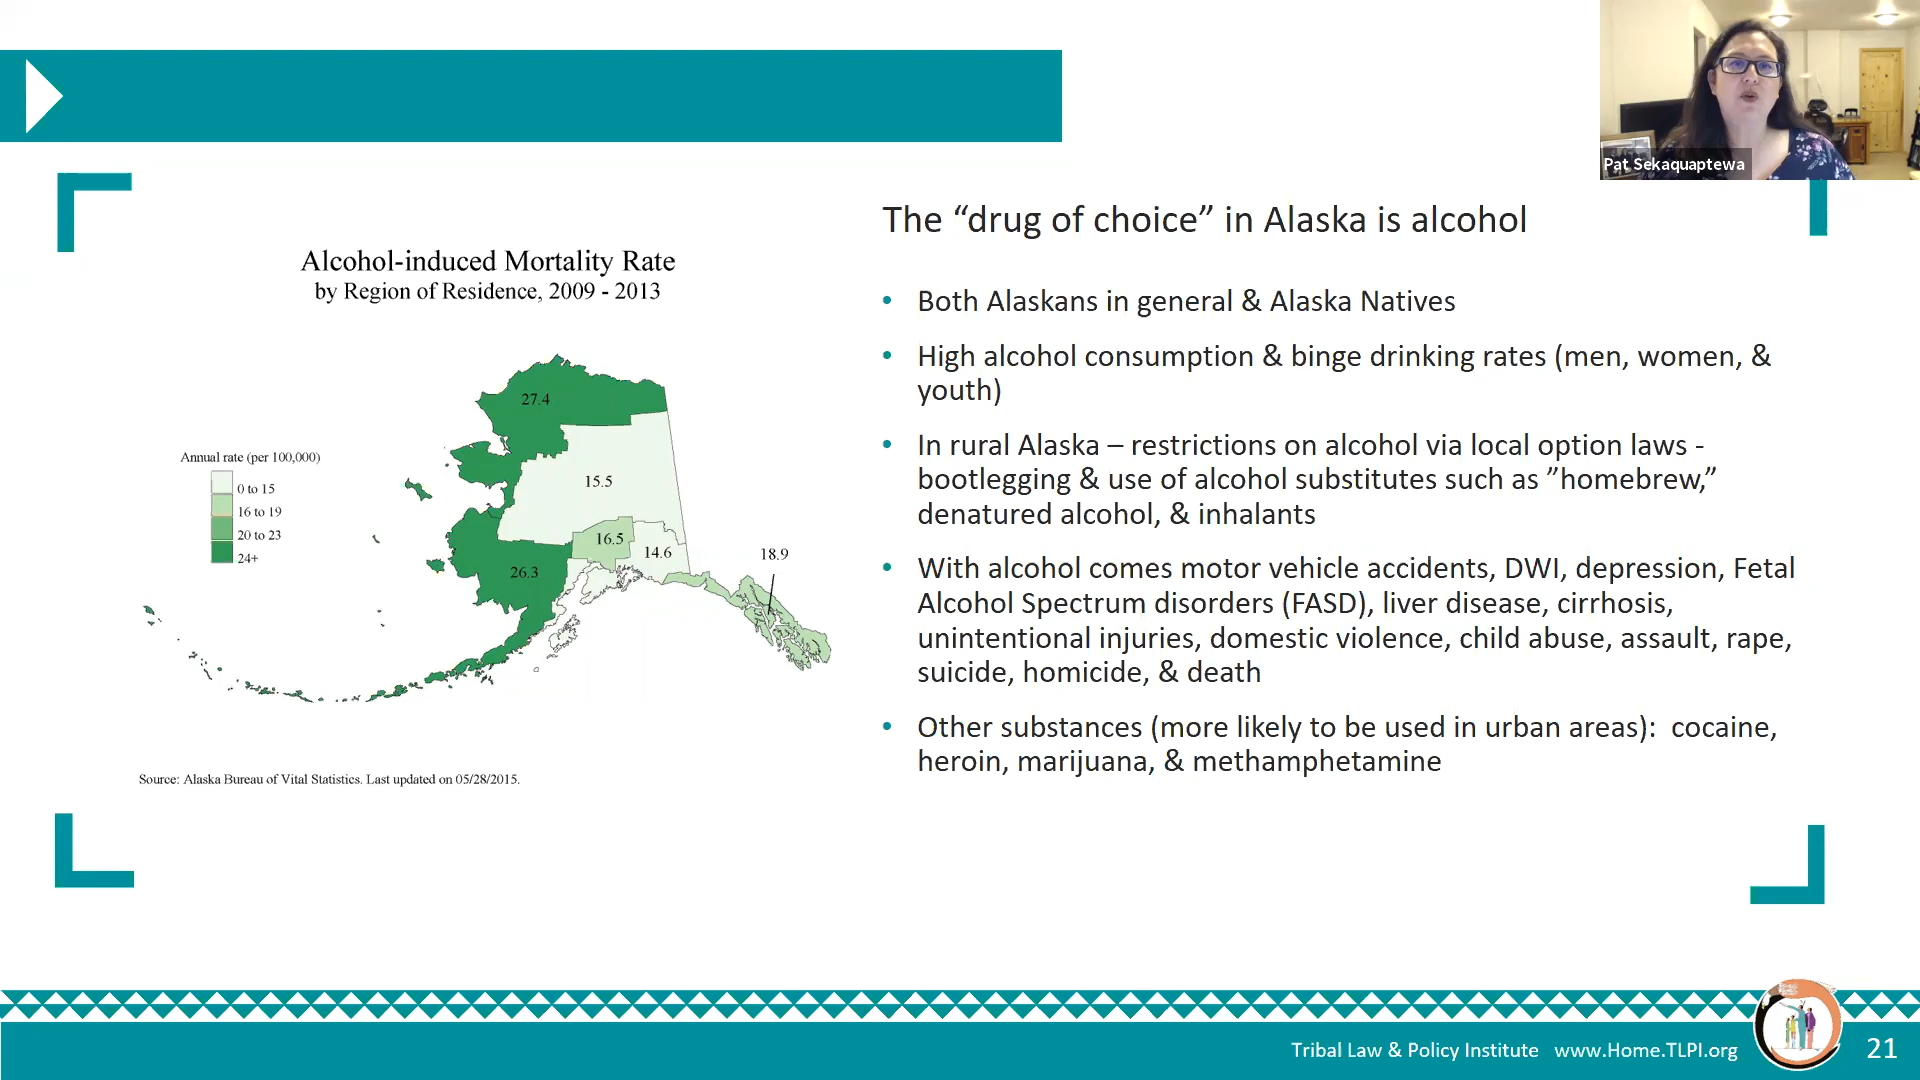 Pat Sekaquaptewa
The “drug of choice” in Alaska is alcohol
Alcohol-induced Mortality Rate
by Region of Residence, 2009 - 2013
Annual rate (per 100,000)
0 to 15
16 to 19
20 to 23
24+
27.4
15.5
16.5
14.6
18.9
26.3
Source: Alaska Bureau of Vital Statistics. Last updated on 05/28/2015.
• Both Alaskans in general & Alaska Natives
• High alcohol consumption & binge drinking rates (men, women, &
youth)
• In rural Alaska – restrictions on alcohol via local option laws -
bootlegging & use of alcohol substitutes such as ”homebrew,”
denatured alcohol, & inhalants
• With alcohol comes motor vehicle accidents, DWI, depression, Fetal
Alcohol Spectrum disorders (FASD), liver disease, cirrhosis,
unintentional injuries, domestic violence, child abuse, assault, rape,
suicide, homicide, & death
• Other substances (more likely to be used in urban areas):  cocaine,
heroin, marijuana, & methamphetamine
Tribal Law & Policy Institute   www.Home.TLPI.org
21